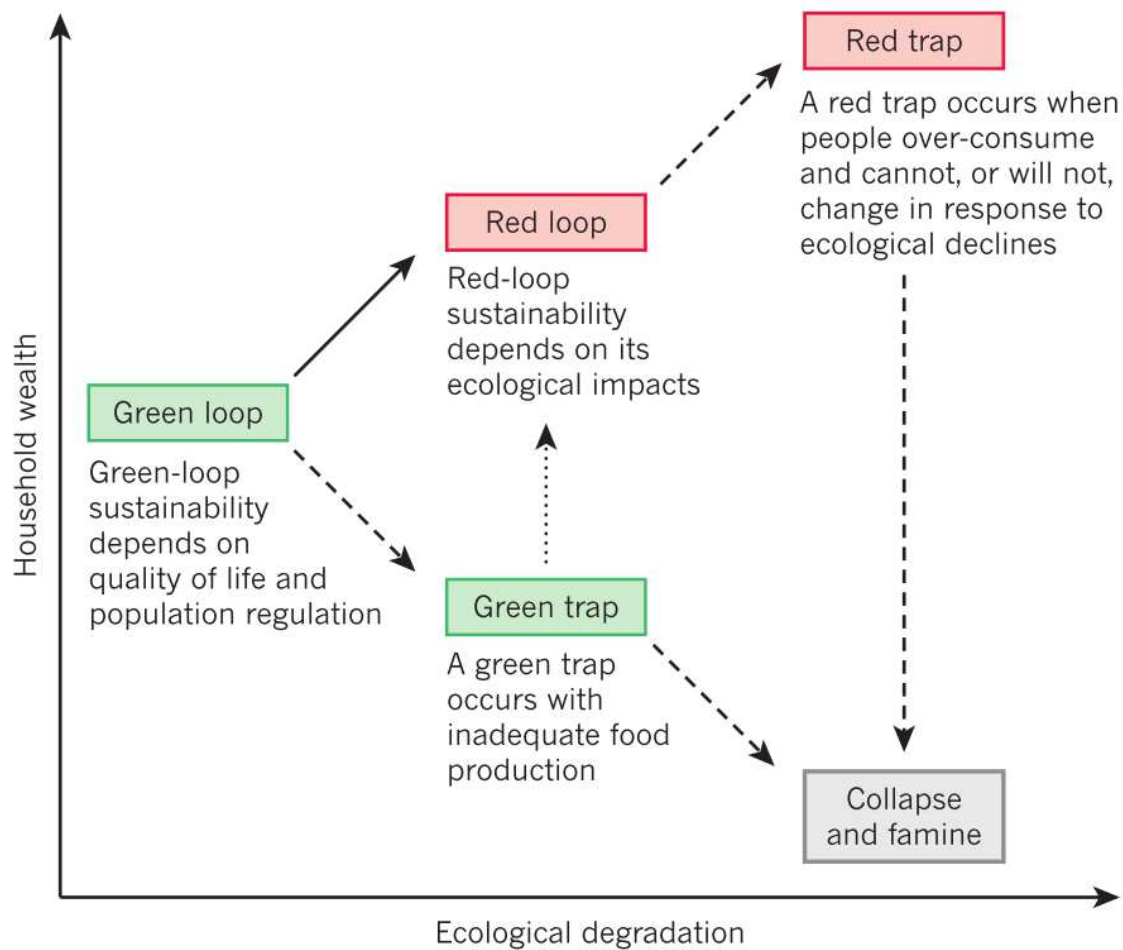 Red trap
A red trap occurs when
people over-consume
and cannot, or will not,
change in response to
ecological declines
Red loop
Red-loop
sustainability
depends on its
ecological impacts
Household wealth
Green loop
Green-loop
sustainability
depends on
quality of life and
population regulation
Green trap
A green trap
occurs with
inadequate food
production
Collapse
and famine
Ecological degradation